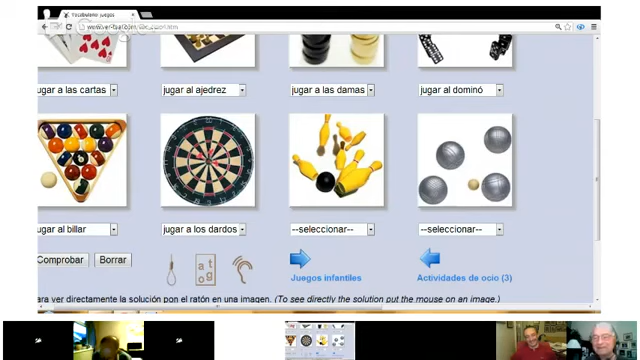 Vocabulario: juegos
jugar a las cartas
jugar al ajedrez
jugar a las damas
jugar al dominó
jugar al billar
jugar a los dardos
--seleccionar--
--seleccionar--
Comprobar
Borrar
Juegos infantiles
Actividades de ocio (3)
ara ver directamente la solución pon el ratón en una imagen. (To see directly the solution put the mouse on an image.)